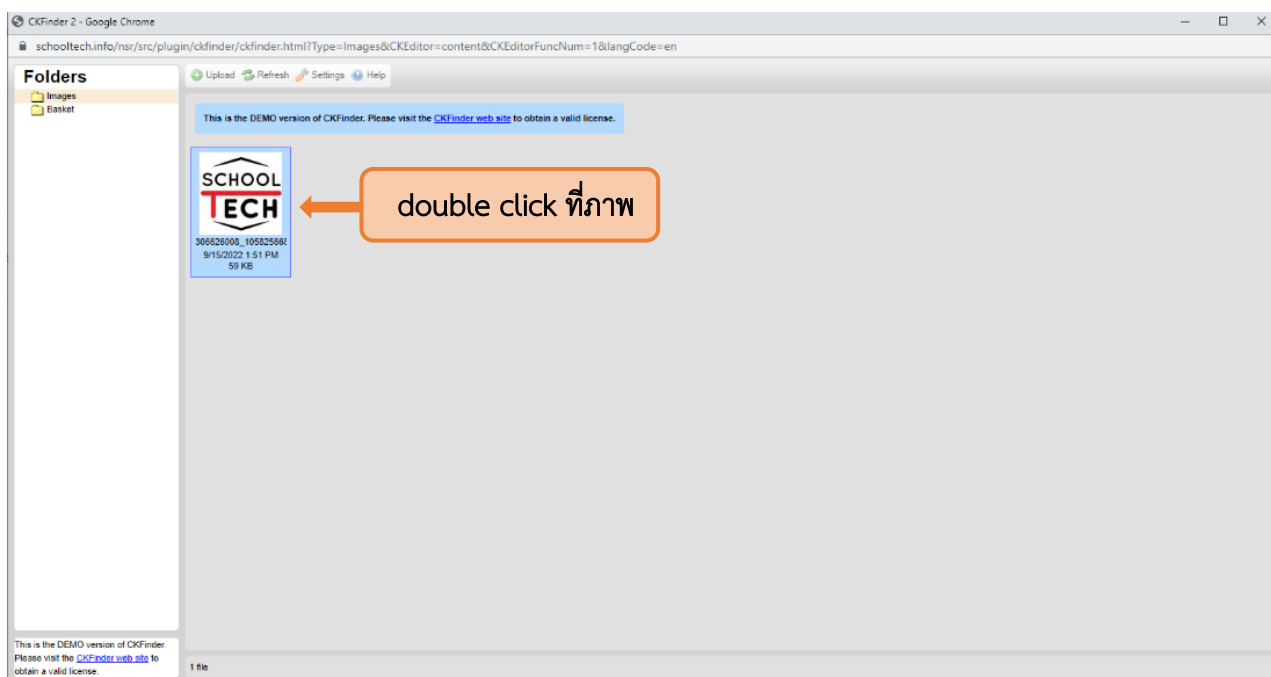 CKFinder 2 - Google Chrome
schooltech.info/nsr/src/plugin/ckfinder/ckfinder.html?Type=Images&CKEditor=content&CKEditorFuncNum=1&langCode=en
Folders
Images
Basket
Upload Refresh Settings Help
This is the DEMO version of CKFinder. Please visit the CKFinder web site to obtain a valid license.
SCHOOL
TECH
306626008_10582566
9/15/2022 1:51 PM
59 KB
double click ที่ภาพ
This is the DEMO version of CKFinder.
Please visit the CKFinder web site to
obtain a valid license.
1 file